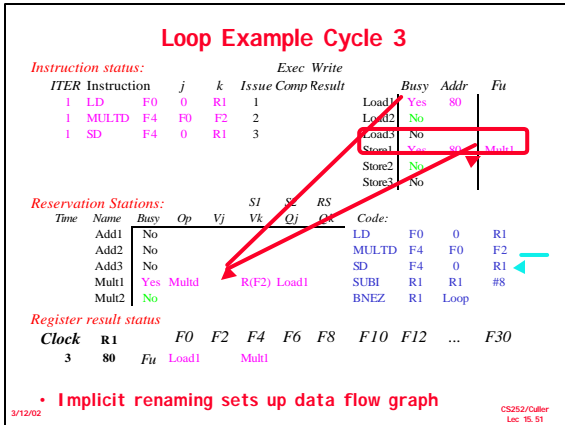 Loop Example Cycle 3
Instruction status: Exec Write
ITER Instruction j k Issue Comp Result Busy Addr Fu
1 LD F0 0 R1 1 Load1 Yes 80
1 MULTD F4 F0 F2 2 Load2 No
1 SD F4 0 R1 3 Load3 No
Store1 Yes 80 Mult1
Store2 No
Store3 No
Reservation Stations: S1 S2 RS
Time Name Busy Op Vj Vk Qj Qk Code:
Add1 No LD F0 0 R1
Add2 No MULTD F4 F0 F2
Add3 No SD F4 0 R1
Mult1 Yes Multd R(F2) Load1 SUBI R1 R1 #8
Mult2 No BNEZ R1 Loop
Register result status
Clock R1 F0 F2 F4 F6 F8 F10 F12 ... F30
3 80 Fu Load1 Mult1
• Implicit renaming sets up data flow graph
3/12/02 CS252/Culler
Lec 15.51